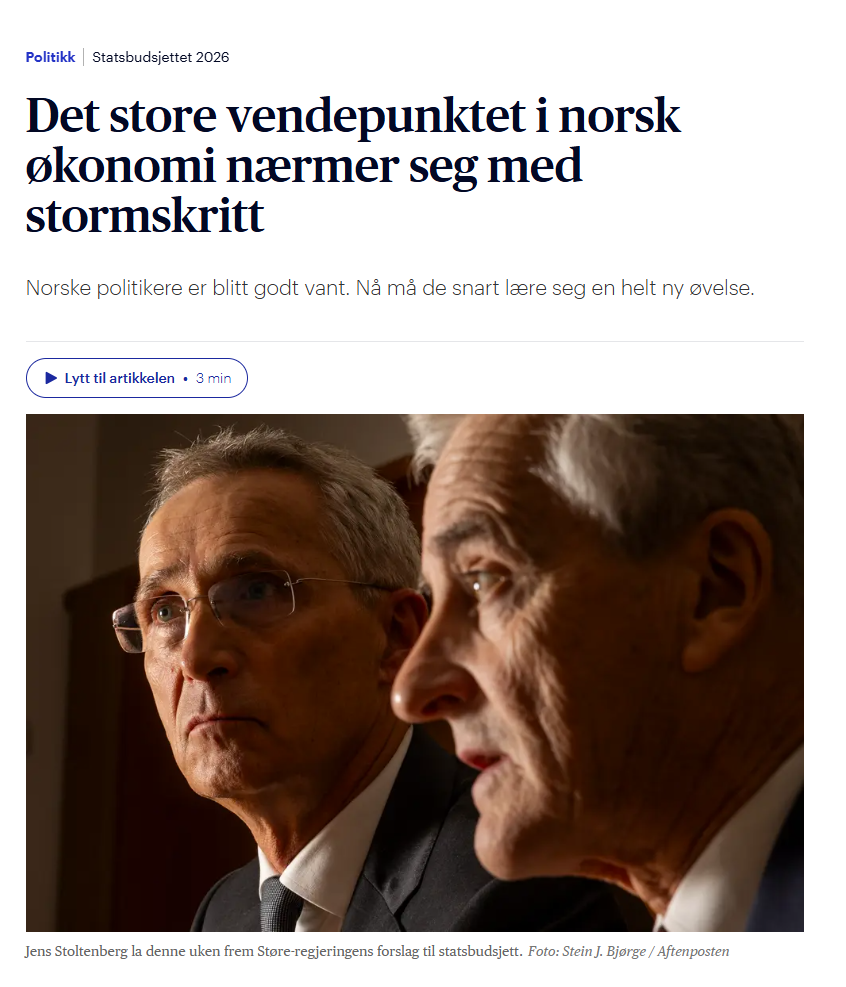 Politikk | Statsbudsjettet 2026
Det store vendepunktet i norsk
økonomi nærmer seg med
stormskritt
Norske politikere er blitt godt vant. Nå må de snart lære seg en helt ny øvelse.
Lytt til artikkelen • 3 min
Jens Stoltenberg la denne uken frem Støre-regjeringens forslag til statsbudsjett. Foto: Stein J. Bjørge / Aftenposten